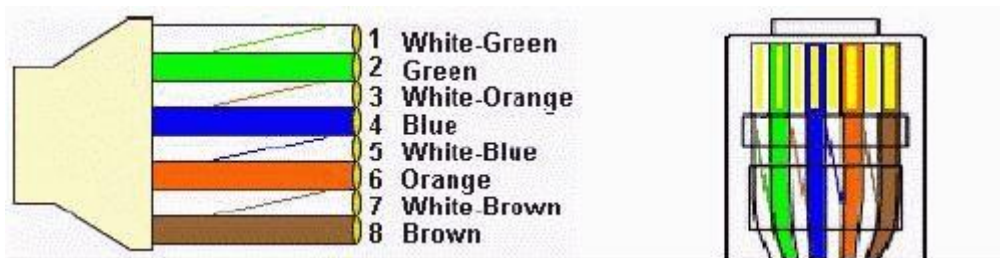 1 White-Green
2 Green
3 White-Orange
4 Blue
5 White-Blue
6 Orange
7 White-Brown
8 Brown